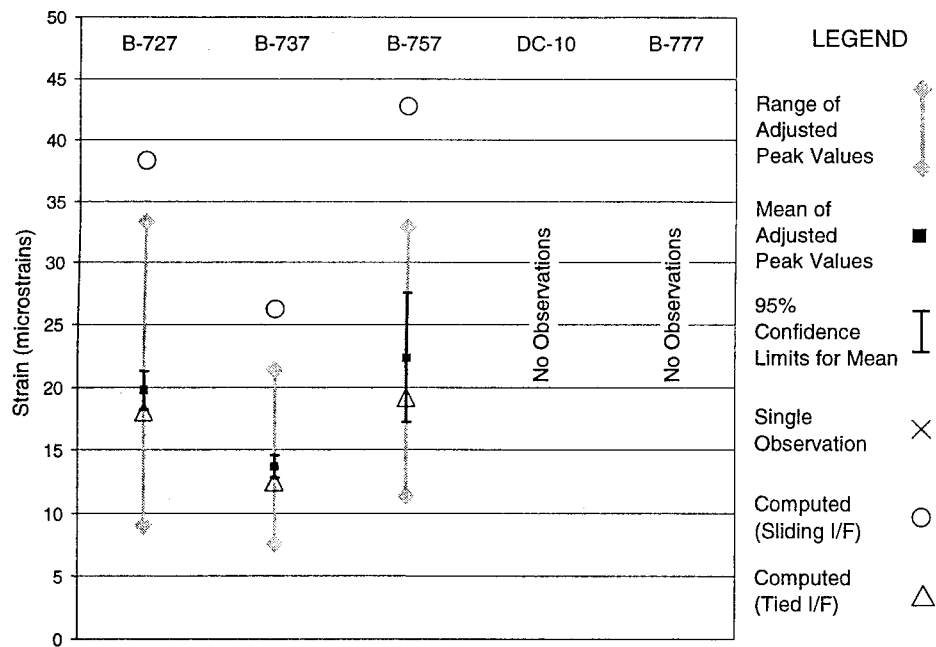 50
45
40
35
30
25
20
15
10
5
0
Strain (microstrains)
B-727 B-737 B-757 DC-10 B-777
No Observations
No Observations
LEGEND
Range of
Adjusted
Peak Values
Mean of
Adjusted
Peak Values
95%
Confidence
Limits for Mean
Single
Observation
Computed
(Sliding I/F)
Computed
(Tied I/F)